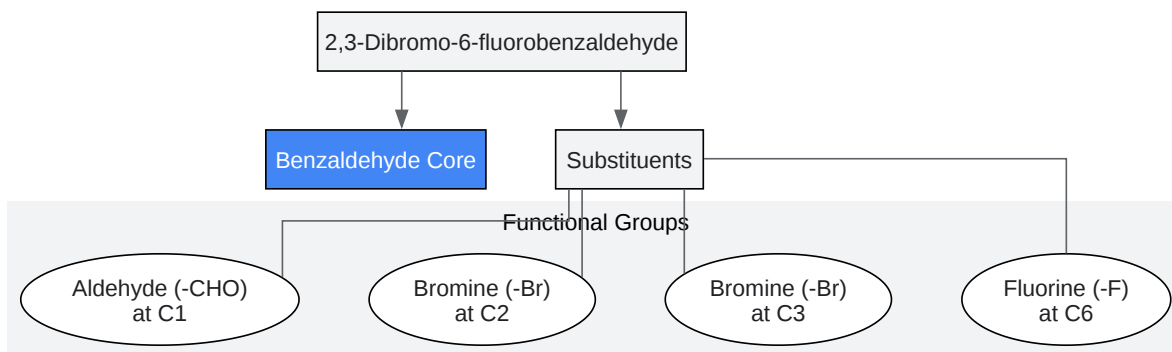 2,3-Dibromo-6-fluorobenzaldehyde
Benzaldehyde Core
Substituents
Functional Groups
Aldehyde (-CHO)
at C1
Bromine (-Br)
at C2
Bromine (-Br)
at C3
Fluorine (-F)
at C6